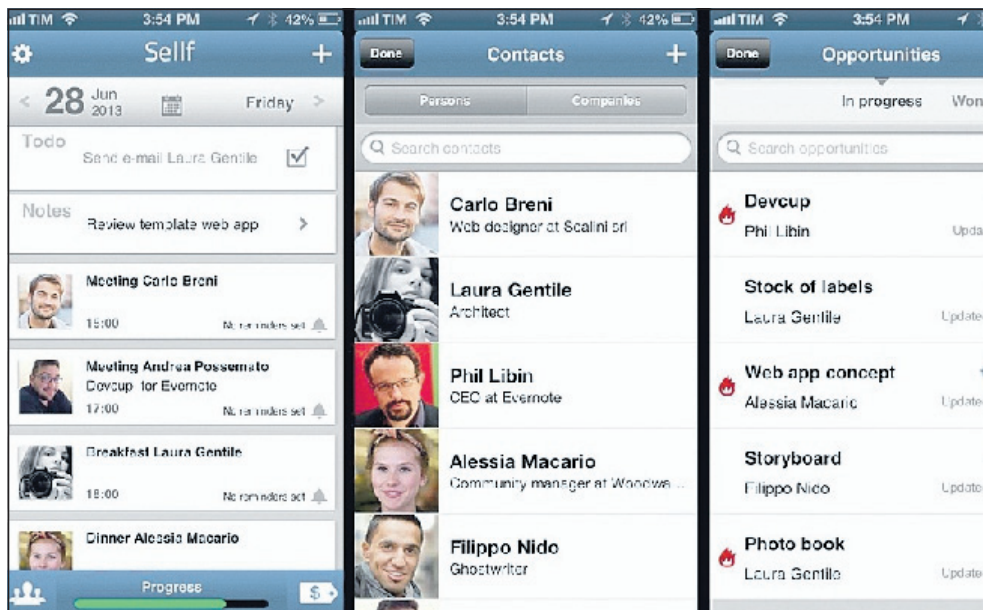 TIM 3:54 PM 42%
Sellf
+
< 28 Jun 2013 Friday >
Todo
Send e-mail Laura Gentile
Notes
Review template web app >
Meeting Carlo Breni
15:00 No reminders set
Meeting Andrea Possemato
Devcup for Evernote
17:00 No reminders set
Breakfast Laura Gentile
18:00 No reminders set
Dinner Alessia Macario
Progress
$
TIM 3:54 PM 42%
Done Contacts +
Persons Companies
Search contacts
Carlo Breni
Web designer at Scalini srl
Laura Gentile
Architect
Phil Libin
CEO at Evernote
Alessia Macario
Community manager at Woodwa...
Filippo Nido
Ghostwriter
TIM 3:54 PM
Done Opportunities
In progress Won
Search opportunities
Devcup
Phil Libin Upda
Stock of labels
Laura Gentile Update
Web app concept
Alessia Macario Update
Storyboard
Filippo Nido Update
Photo book
Laura Gentile Update